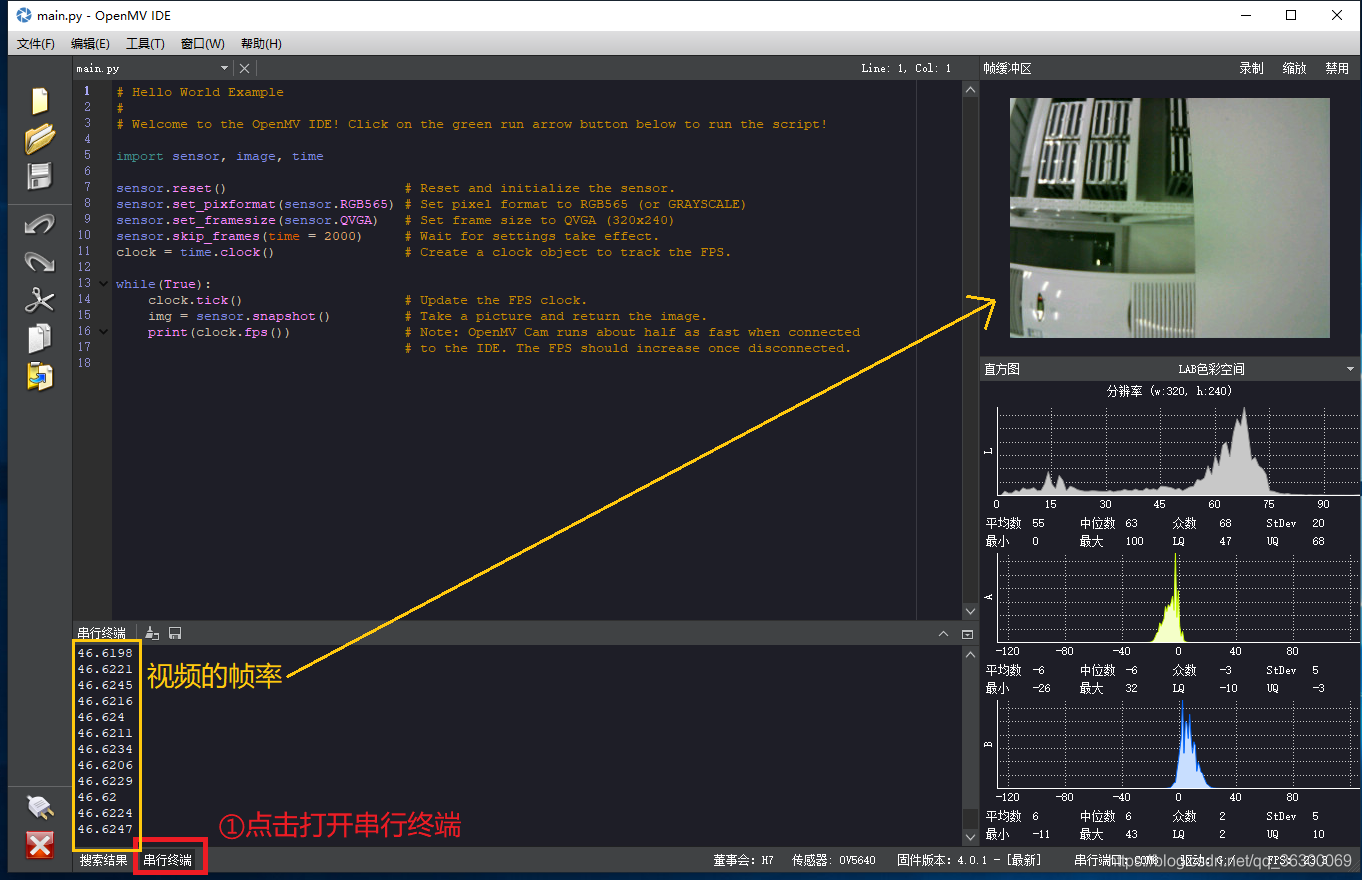 main.py - OpenMV IDE
文件(F) 编辑(E) 工具(T) 窗口(W) 帮助(H)
main.py Line: 1, Col: 1 帧缓冲区 录制 缩放 禁用
1 # Hello World Example
2 #
3 # Welcome to the OpenMV IDE! Click on the green run arrow button below to run the script!
4
5 import sensor, image, time
6
7 sensor.reset() # Reset and initialize the sensor.
8 sensor.set_pixformat(sensor.RGB565) # Set pixel format to RGB565 (or GRAYSCALE)
9 sensor.set_framesize(sensor.QVGA) # Set frame size to QVGA (320x240)
10 sensor.skip_frames(time = 2000) # Wait for settings take effect.
11 clock = time.clock() # Create a clock object to track the FPS.
12
13 while(True):
14 clock.tick() # Update the FPS clock.
15 img = sensor.snapshot() # Take a picture and return the image.
16 print(clock.fps()) # Note: OpenMV Cam runs about half as fast when connected
17 # to the IDE. The FPS should increase once disconnected.
18
直方图 LAB色彩空间
分辨率 (w:320, h:240)
L
0 15 30 45 60 75 90
平均数 55 中位数 63 众数 68 StDev 20
最小 0 最大 100 LQ 47 UQ 68
A
-120 -80 -40 0 40 80
平均数 -6 中位数 -6 众数 -3 StDev 5
最小 -26 最大 32 LQ -10 UQ -3
B
-120 -80 -40 0 40 80
平均数 6 中位数 6 众数 2 StDev 5
最小 -11 最大 43 LQ 2 UQ 10
串行终端
46.6198
46.6221
46.6245
46.6216
46.624
46.6211
46.6234
46.6206
46.6229
46.62
46.6224
46.6247
视频的帧率
①点击打开串行终端
搜索结果 串行终端 董事会: H7 传感器: OV5640 固件版本: 4.0.1 - [最新] 串行端口: 驱动: FPS: